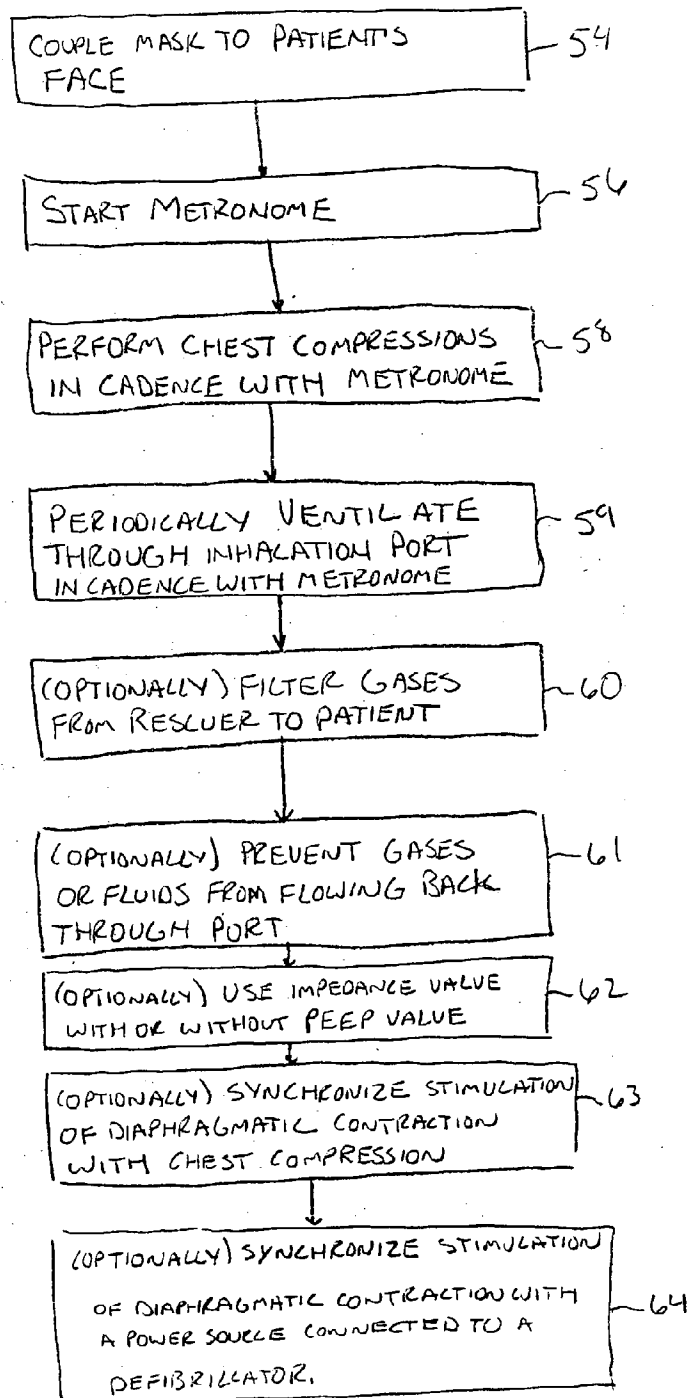 COUPLE MASK TO PATIENT'S
FACE
54
START METRONOME
56
PERFORM CHEST COMPRESSIONS
IN CADENCE WITH METRONOME
58
PERIODICALLY VENTILATE
THROUGH INHALATION PORT
IN CADENCE WITH METRONOME
59
(OPTIONALLY) FILTER GASES
FROM RESCUER TO PATIENT
60
(OPTIONALLY) PREVENT GASES
OR FLUIDS FROM FLOWING BACK
THROUGH PORT
61
(OPTIONALLY) USE IMPEDANCE VALVE
WITH OR WITHOUT PEEP VALVE
62
(OPTIONALLY) SYNCHRONIZE STIMULATION
OF DIAPHRAGMATIC CONTRACTION
WITH CHEST COMPRESSION
63
(OPTIONALLY) SYNCHRONIZE STIMULATION
OF DIAPHRAGMATIC CONTRACTION WITH
A POWER SOURCE CONNECTED TO A
DEFIBRILLATOR.
64